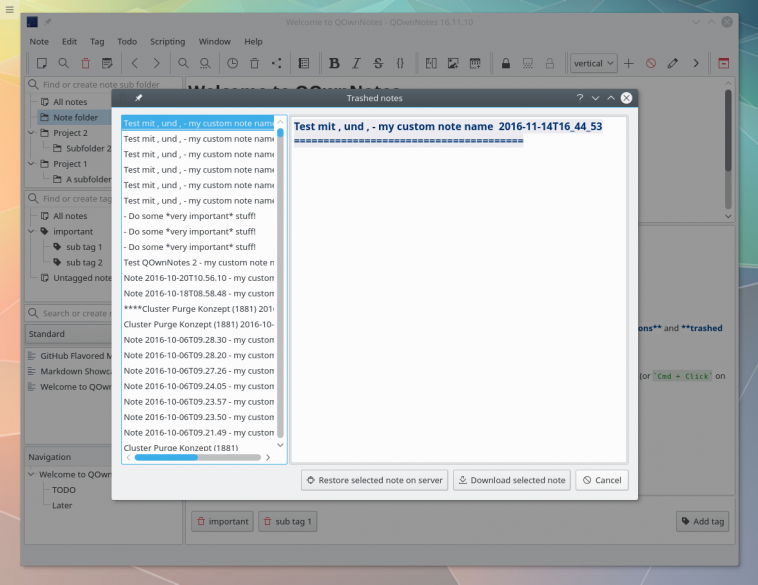 Welcome to QOwnNotes - QOwnNotes 16.11.10
Note Edit Tag Todo Scripting Window Help
B I S {} vertical
Find or create note sub folder
All notes
Note folder
Project 2
Subfolder 2
Project 1
A subfolder
Find or create tag
All notes
important
sub tag 1
sub tag 2
Untagged note
Search or create
Standard
GitHub Flavored M
Markdown Showc
Welcome to QOwn
Navigation
Welcome to QOwn
TODO
Later
Welcome to QOwnNotes
Trashed notes
Test mit , und , - my custom note name
Test mit , und , - my custom note name
Test mit , und , - my custom note name
Test mit , und , - my custom note name
Test mit , und , - my custom note name
Test mit , und , - my custom note name
- Do some *very important* stuff!
- Do some *very important* stuff!
- Do some *very important* stuff!
Test QOwnNotes 2 - my custom note n
Note 2016-10-20T10.56.10 - my custom
Note 2016-10-18T08.58.48 - my custom
****Cluster Purge Konzept (1881) 201
Cluster Purge Konzept (1881) 2016-10-
Note 2016-10-06T09.28.30 - my custom
Note 2016-10-06T09.28.20 - my custom
Note 2016-10-06T09.27.26 - my custom
Note 2016-10-06T09.24.05 - my custom
Note 2016-10-06T09.23.57 - my custom
Note 2016-10-06T09.23.50 - my custom
Note 2016-10-06T09.21.49 - my custom
Cluster Purge Konzept (1881)
Test mit , und , - my custom note name 2016-11-14T16_44_53
=======================================
Restore selected note on server
Download selected note
Cancel
ons** and **trashed
(or `Cmd + Click` on
important
sub tag 1
Add tag